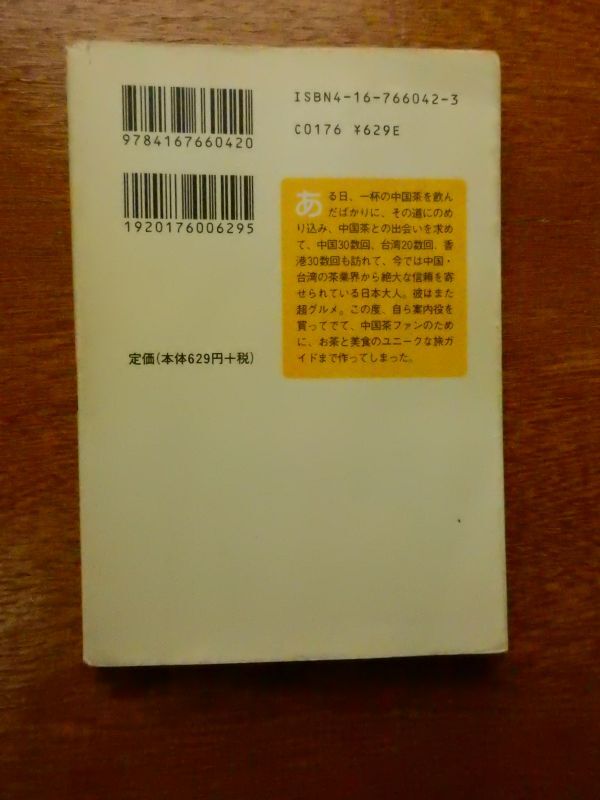 ISBN4-16-766042-3
C0176 ¥629E
9784167660420
1920176006295
定価(本体629円+税)
ある日、一杯の中国茶を飲ん
だばかりに、その道にのめ
り込み、中国茶との出会いを求め
て、中国30数回、台湾20数回、香
港30数回も訪れて、今では中国・
台湾の茶業界から絶大な信頼を寄
せられている日本大人。彼はまた
超グルメ。この度、自ら案内役を
買ってでて、中国茶ファンのため
に、お茶と美食のユニークな旅ガ
イドまで作ってしまった。